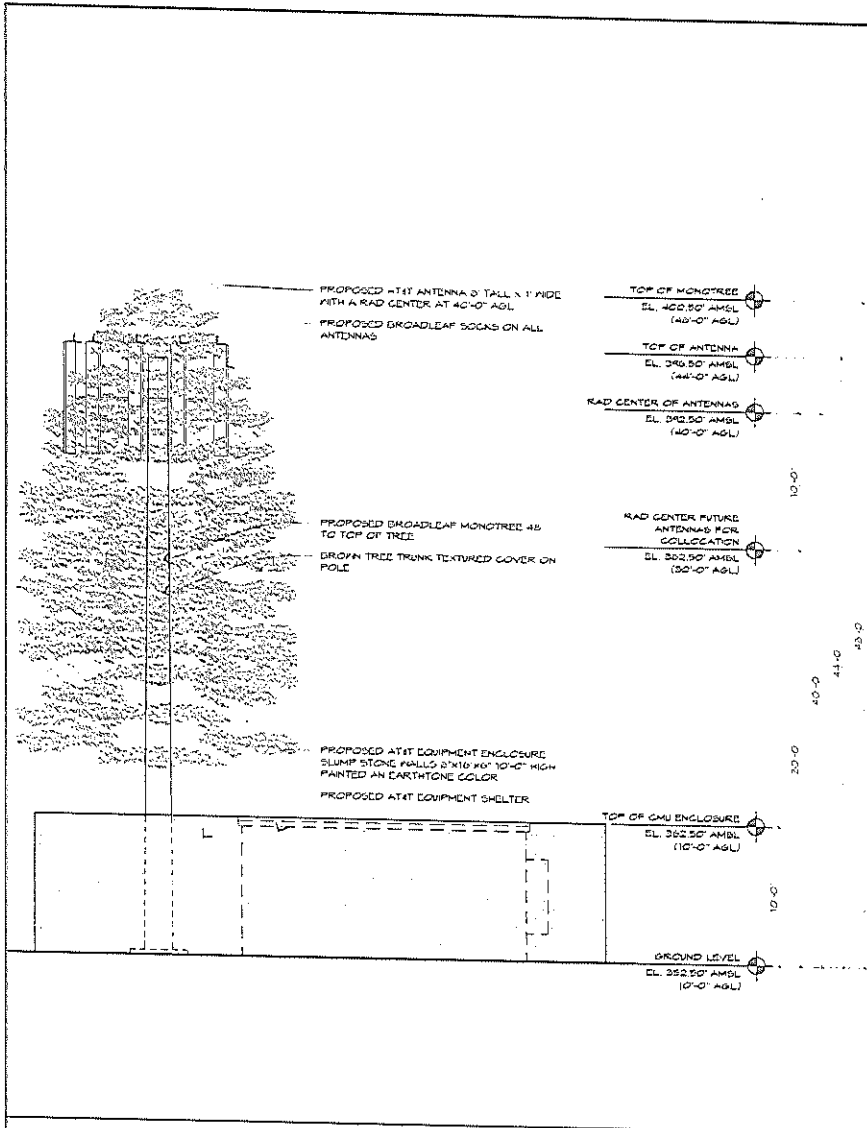 PROPOSED AT&T ANTENNA 8' TALL x 1' WIDE
WITH A RAD CENTER AT 40'-0" AGL
PROPOSED BROADLEAF SOCKS ON ALL
ANTENNAS
TOP OF MONOTREE
EL. 400.50' AMSL
(48'-0" AGL)
TOP OF ANTENNA
EL. 396.50' AMSL
(44'-0" AGL)
RAD CENTER OF ANTENNAS
EL. 392.50' AMSL
(40'-0" AGL)
10'-0"
PROPOSED BROADLEAF MONOTREE 48
TO TOP OF TREE
BROWN TREE TRUNK TEXTURED COVER ON
POLE
RAD CENTER FUTURE
ANTENNAS FOR
COLLOCATION
EL. 382.50' AMSL
(30'-0" AGL)
48'-0
44'-0
40'-0
20'-0
PROPOSED AT&T EQUIPMENT ENCLOSURE
SLUMP STONE WALLS 8"x16"x6" 10'-0" HIGH
PAINTED AN EARTHTONE COLOR
PROPOSED AT&T EQUIPMENT SHELTER
TOP OF CMU ENCLOSURE
EL. 362.50' AMSL
(10'-0" AGL)
10'-0"
GROUND LEVEL
EL. 352.50' AMSL
(0'-0" AGL)